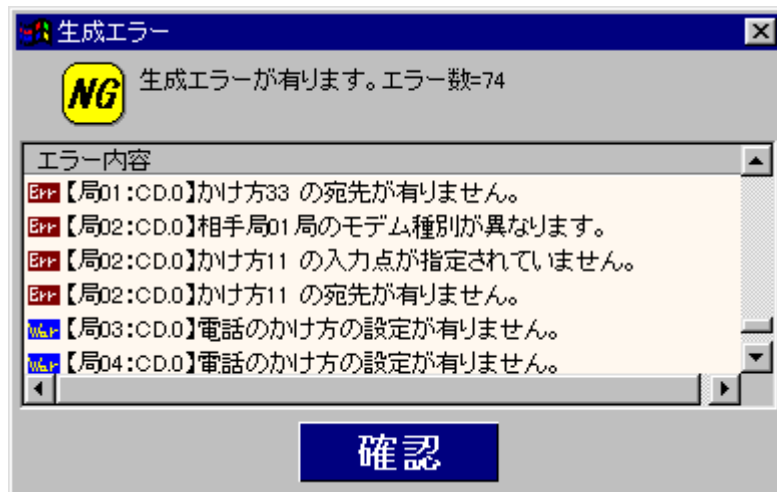 生成エラー
NG
生成エラーが有ります。エラー数=74
エラー内容
Err【局01:CD.0】かけ方33 の宛先が有りません。
Err【局02:CD.0】相手局01局のモデム種別が異なります。
Err【局02:CD.0】かけ方11 の入力点が指定されていません。
Err【局02:CD.0】かけ方11 の宛先が有りません。
War【局03:CD.0】電話のかけ方の設定が有りません。
War【局04:CD.0】電話のかけ方の設定が有りません。
確認